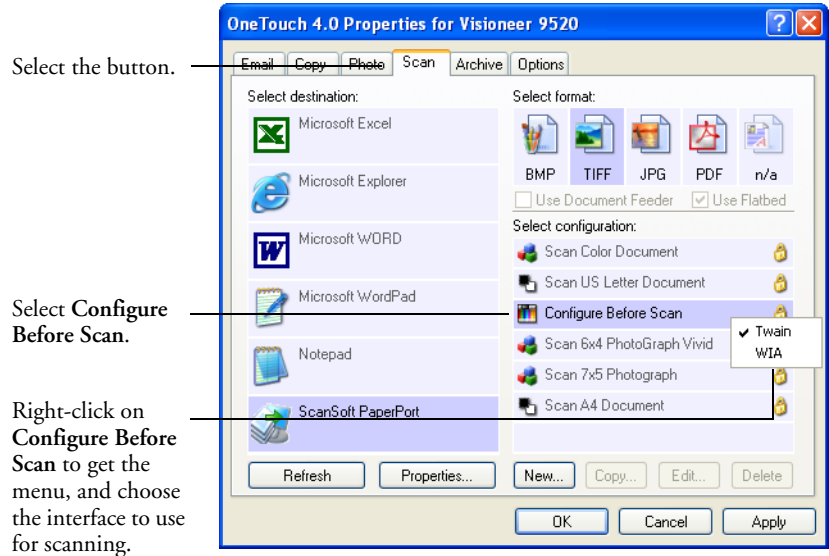 OneTouch 4.0 Properties for Visioneer 9520
Select the button.
Email Copy Photo Scan Archive Options
Select destination:
Microsoft Excel
Microsoft Explorer
Microsoft WORD
Microsoft WordPad
Notepad
ScanSoft PaperPort
Refresh Properties...
Select format:
BMP TIFF JPG PDF n/a
Use Document Feeder Use Flatbed
Select configuration:
Scan Color Document
Scan US Letter Document
Configure Before Scan
Scan 6x4 PhotoGraph Vivid
Scan 7x5 Photograph
Scan A4 Document
Twain
WIA
New... Copy... Edit... Delete
OK Cancel Apply
Select Configure
Before Scan.
Right-click on
Configure Before
Scan to get the
menu, and choose
the interface to use
for scanning.